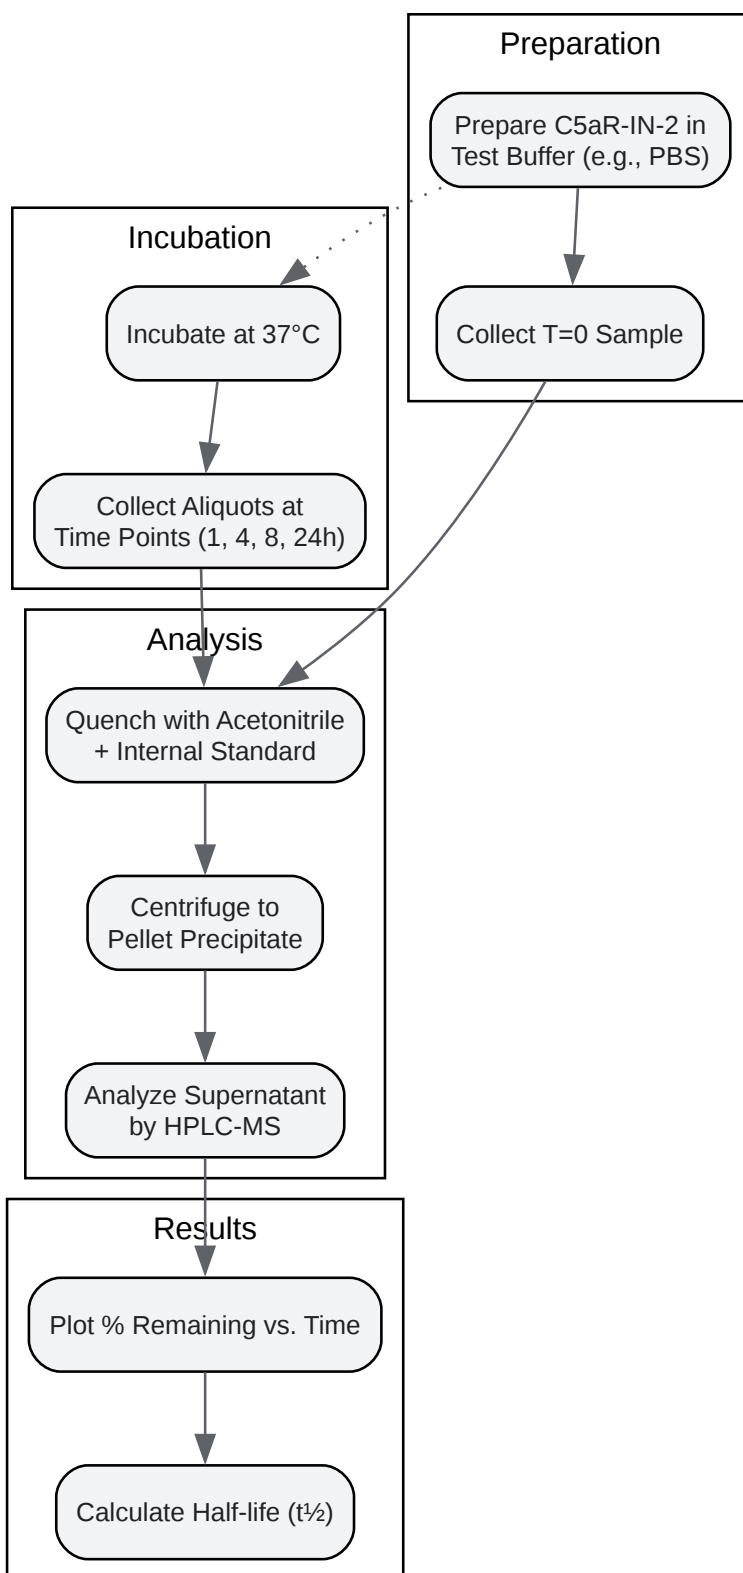 Preparation
Prepare C5aR-IN-2 in
Test Buffer (e.g., PBS)
Collect T=0 Sample
Incubation
Incubate at 37°C
Collect Aliquots at
Time Points (1, 4, 8, 24h)
Analysis
Quench with Acetonitrile
+ Internal Standard
Centrifuge to
Pellet Precipitate
Analyze Supernatant
by HPLC-MS
Results
Plot % Remaining vs. Time
Calculate Half-life (t½)